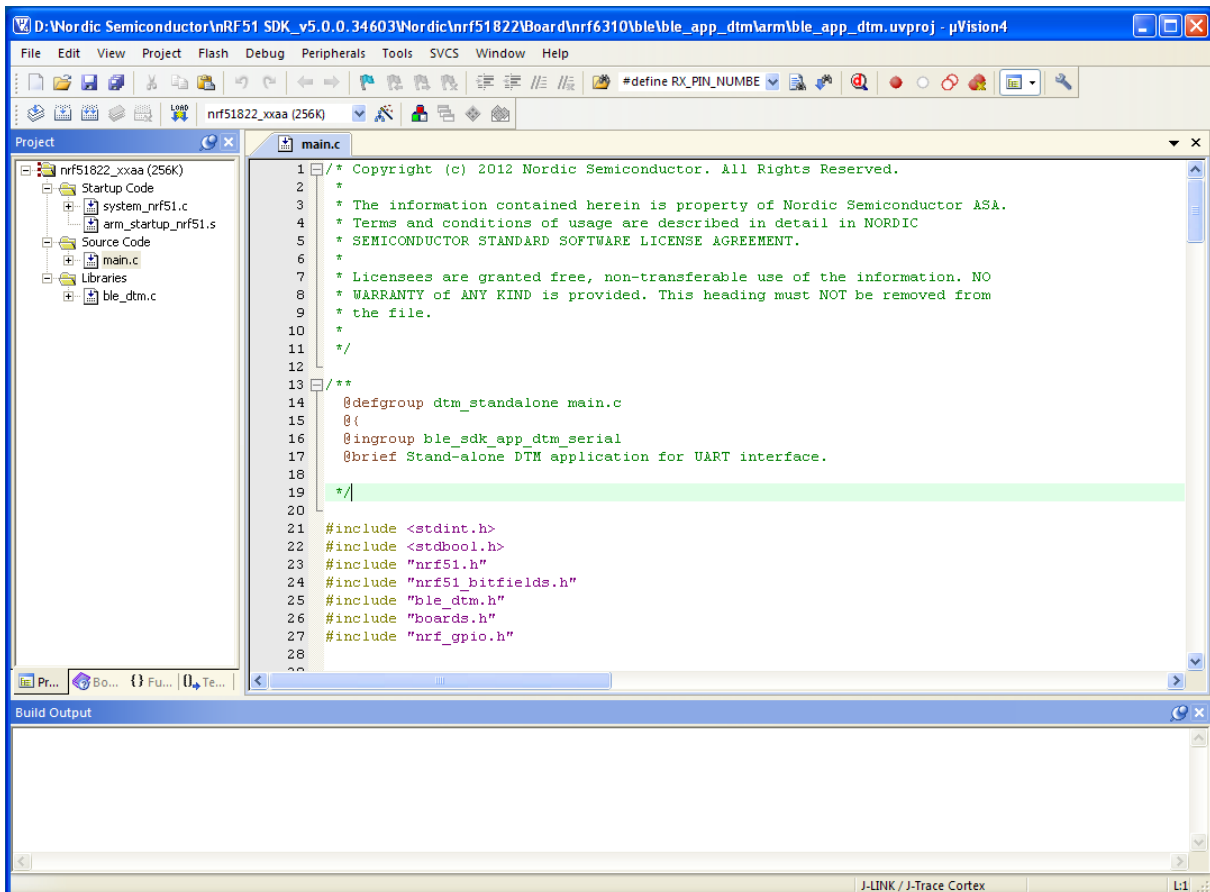 D:\Nordic Semiconductor\nRF51 SDK_v5.0.0.34603\Nordic\nrf51822\Board\nrf6310\ble\ble_app_dtm\arm\ble_app_dtm.uvproj - µVision4
File Edit View Project Flash Debug Peripherals Tools SVCS Window Help
#define RX_PIN_NUMBE
LOAD nrf51822_xxaa (256K)
Project
nrf51822_xxaa (256K)
Startup Code
system_nrf51.c
arm_startup_nrf51.s
Source Code
main.c
Libraries
ble_dtm.c
Pr... Bo... {} Fu... 0 Te...
main.c
1 /* Copyright (c) 2012 Nordic Semiconductor. All Rights Reserved.
2 *
3 * The information contained herein is property of Nordic Semiconductor ASA.
4 * Terms and conditions of usage are described in detail in NORDIC
5 * SEMICONDUCTOR STANDARD SOFTWARE LICENSE AGREEMENT.
6 *
7 * Licensees are granted free, non-transferable use of the information. NO
8 * WARRANTY of ANY KIND is provided. This heading must NOT be removed from
9 * the file.
10 *
11 */
12
13 /**
14 @defgroup dtm_standalone main.c
15 @{
16 @ingroup ble_sdk_app_dtm_serial
17 @brief Stand-alone DTM application for UART interface.
18
19 */
20
21 #include <stdint.h>
22 #include <stdbool.h>
23 #include "nrf51.h"
24 #include "nrf51_bitfields.h"
25 #include "ble_dtm.h"
26 #include "boards.h"
27 #include "nrf_gpio.h"
28
Build Output
J-LINK / J-Trace Cortex L:1